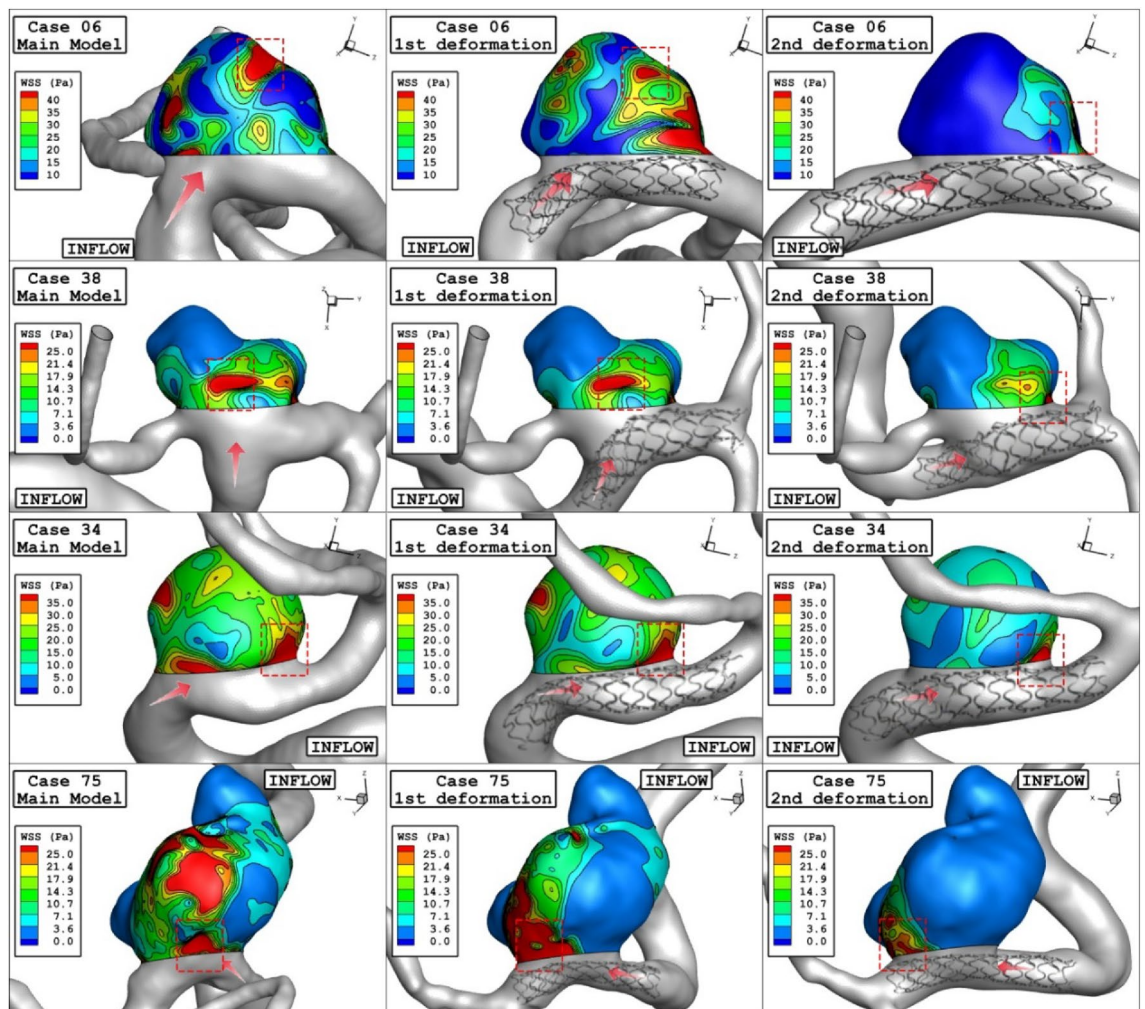 Case 06
Main Model
WSS (Pa)
40
35
30
25
20
15
10
INFLOW
Case 06
1st deformation
WSS (Pa)
40
35
30
25
20
15
10
INFLOW
Case 06
2nd deformation
WSS (Pa)
40
35
30
25
20
15
10
INFLOW
Case 38
Main Model
WSS (Pa)
25.0
21.4
17.9
14.3
10.7
7.1
3.6
0.0
INFLOW
Case 38
1st deformation
WSS (Pa)
25.0
21.4
17.9
14.3
10.7
7.1
3.6
0.0
INFLOW
Case 38
2nd deformation
WSS (Pa)
25.0
21.4
17.9
14.3
10.7
7.1
3.6
0.0
INFLOW
Case 34
Main Model
WSS (Pa)
35.0
30.0
25.0
20.0
15.0
10.0
5.0
0.0
INFLOW
Case 34
1st deformation
WSS (Pa)
35.0
30.0
25.0
20.0
15.0
10.0
5.0
0.0
INFLOW
Case 34
2nd deformation
WSS (Pa)
35.0
30.0
25.0
20.0
15.0
10.0
5.0
0.0
INFLOW
Case 75
Main Model
INFLOW
WSS (Pa)
25.0
21.4
17.9
14.3
10.7
7.1
3.6
0.0
Case 75
1st deformation
INFLOW
WSS (Pa)
25.0
21.4
17.9
14.3
10.7
7.1
3.6
0.0
Case 75
2nd deformation
INFLOW
WSS (Pa)
25.0
21.4
17.9
14.3
10.7
7.1
3.6
0.0